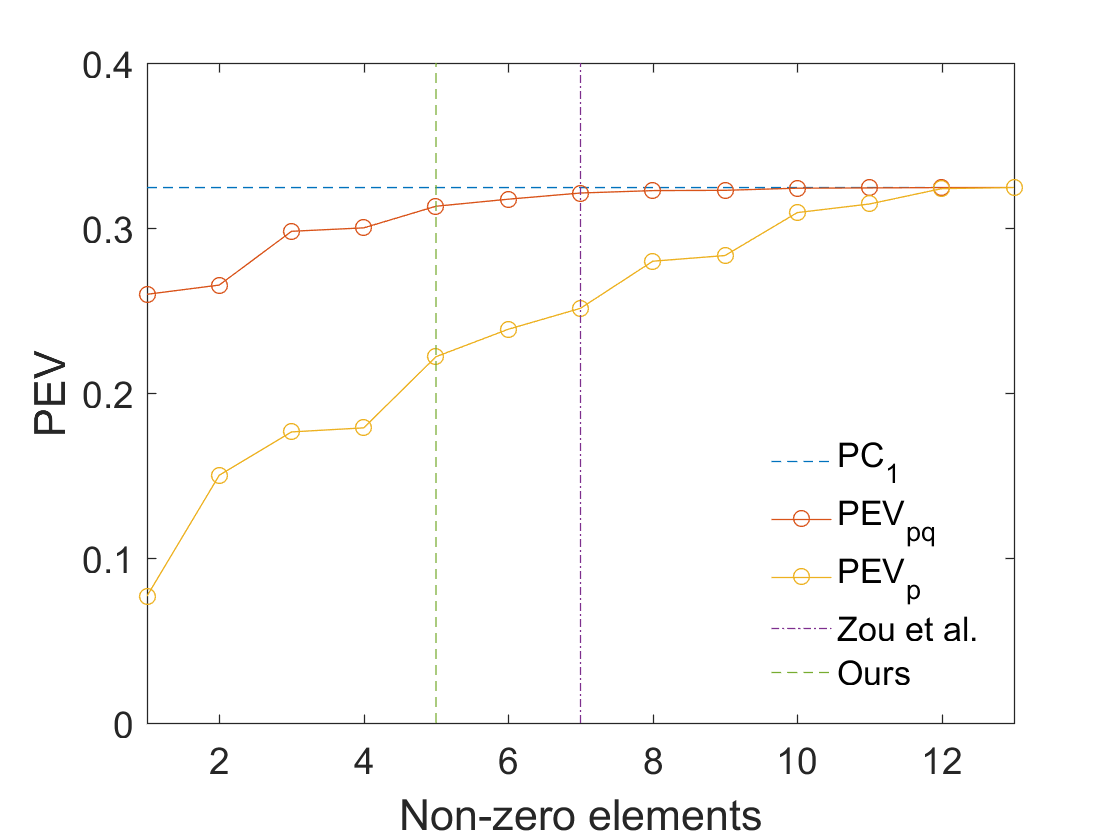 0.4
0.3
0.2
0.1
0
PEV
2 4 6 8 10 12
Non-zero elements
PC1
PEVpq
PEVp
Zou et al.
Ours